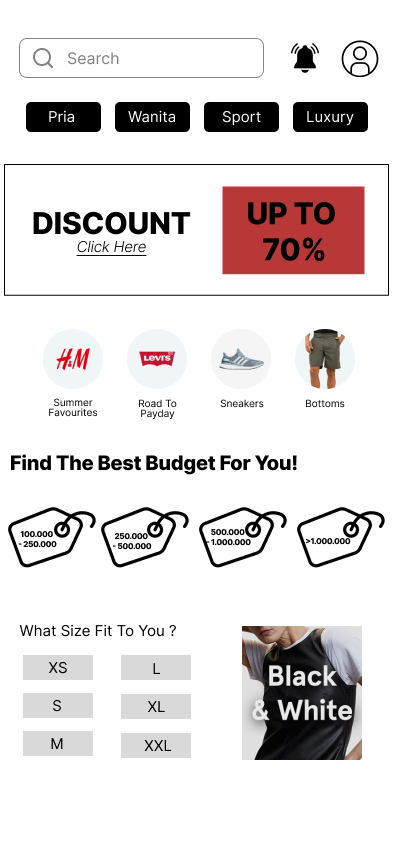 Search
Pria
Wanita
Sport
Luxury
DISCOUNT
Click Here
UP TO
70%
H&M
Levi's
Summer
Favourites
Road To
Payday
Sneakers
Bottoms
Find The Best Budget For You!
100.000
- 250.000
250.000
- 500.000
500.000
- 1.000.000
>1.000.000
What Size Fit To You ?
XS
L
S
XL
M
XXL
Black
& White